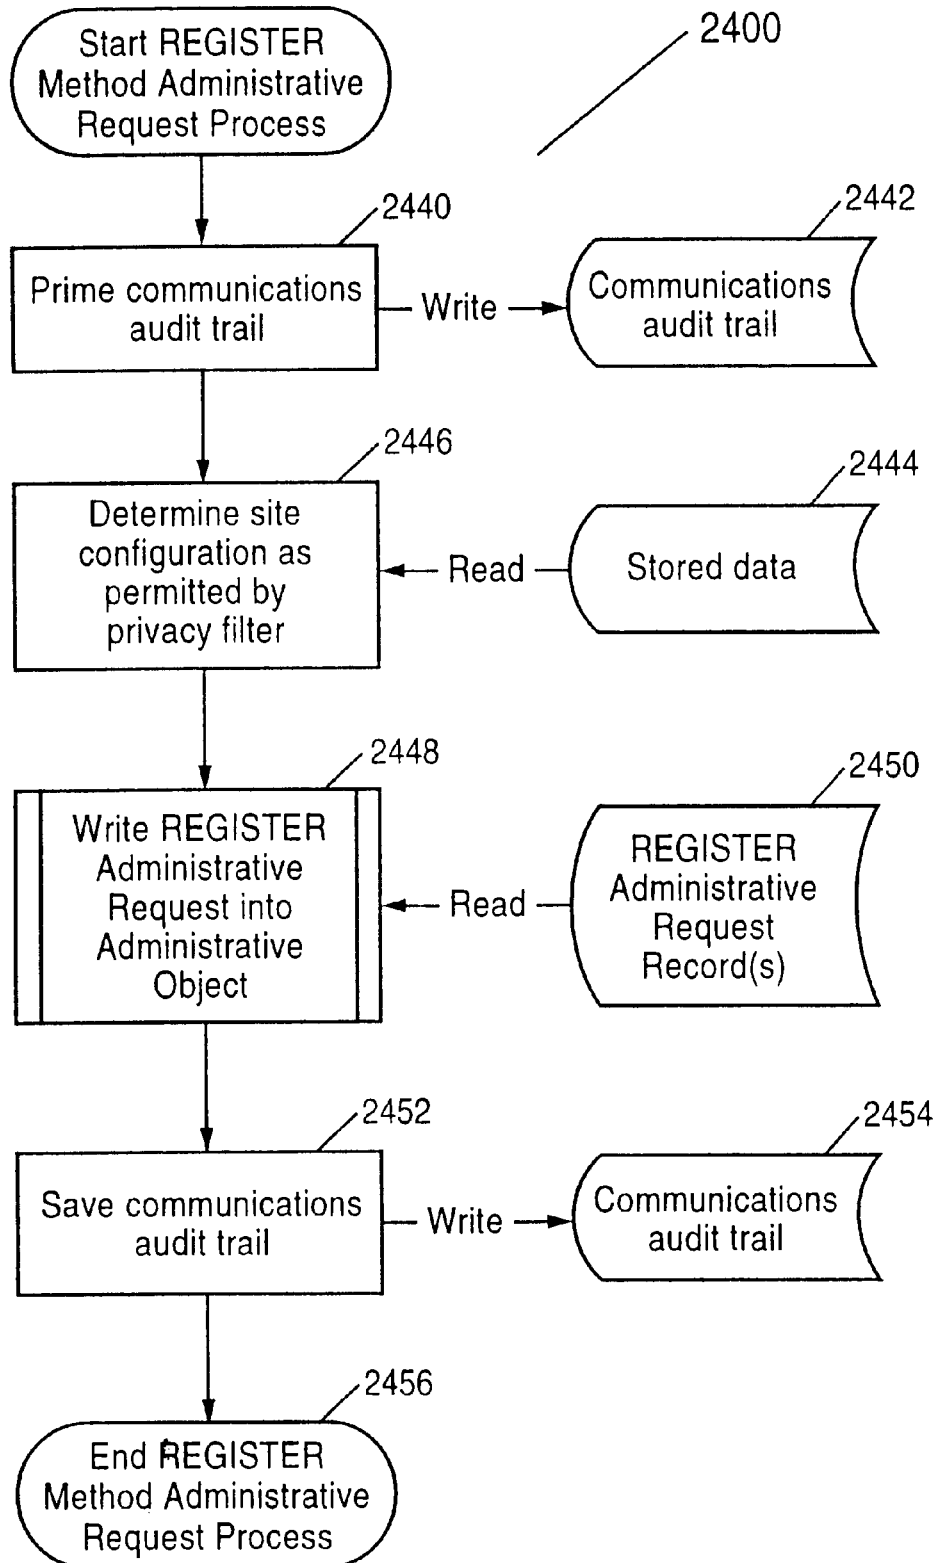 Start REGISTER
Method Administrative
Request Process
2400
2440
Prime communications
audit trail
Write
2442
Communications
audit trail
2446
Determine site
configuration as
permitted by
privacy filter
Read
2444
Stored data
2448
Write REGISTER
Administrative
Request into
Administrative
Object
Read
2450
REGISTER
Administrative
Request
Record(s)
2452
Save communications
audit trail
Write
2454
Communications
audit trail
2456
End REGISTER
Method Administrative
Request Process